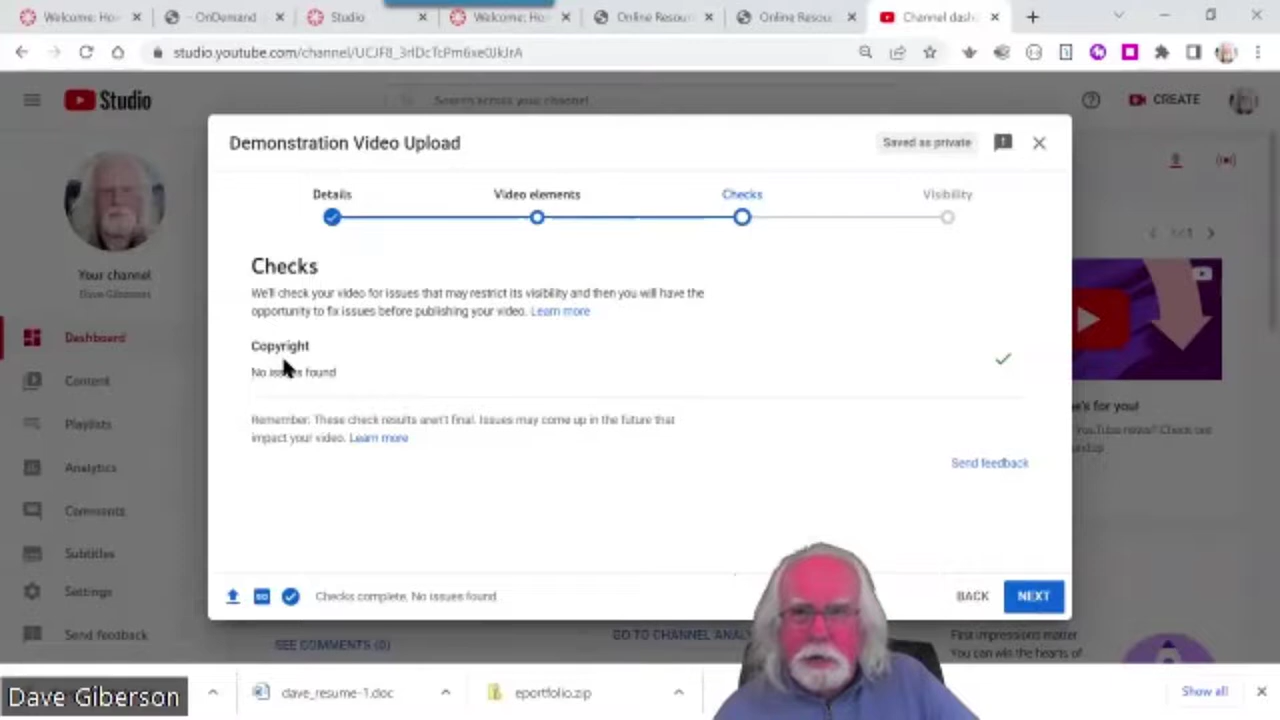 Welcome: Ho
- OnDemand
Studio
Welcome: Ho
Online Resou
Online Resou
Channel dash
studio.youtube.com/channel/
Studio
Search across your channel
CREATE
Demonstration Video Upload
Saved as private
Details
Video elements
Checks
Visibility
Your channel
Dave Giberson
Dashboard
Content
Playlists
Analytics
Comments
Subtitles
Settings
Send feedback
Checks
We'll check your video for issues that may restrict its visibility and then you will have the
opportunity to fix issues before publishing your video. Learn more
Copyright
No issues found
Remember: These check results aren't final. Issues may come up in the future that
impact your video. Learn more
Send feedback
Checks complete. No issues found.
BACK
NEXT
e's for you!
YouTube news? Check out
SEE COMMENTS (0)
GO TO CHANNEL ANALY
First impressions matter
You can win the hearts of
Dave Giberson
dave_resume-1.doc
eportfolio.zip
Show all